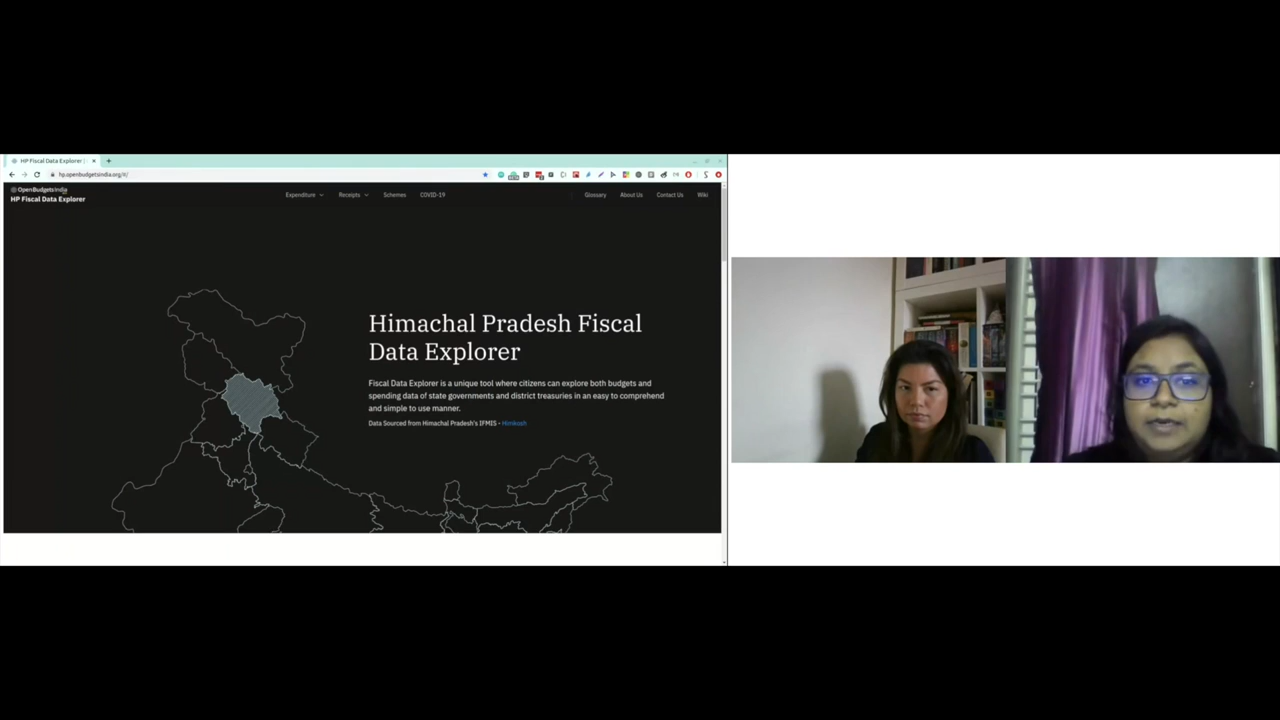 HP Fiscal Data Explorer |
hp.openbudgetsindia.org/#/
OpenBudgetsIndia
HP Fiscal Data Explorer
Expenditure Receipts Schemes COVID-19 Glossary About Us Contact Us Wiki
Himachal Pradesh Fiscal
Data Explorer
Fiscal Data Explorer is a unique tool where citizens can explore both budgets and
spending data of state governments and district treasuries in an easy to comprehend
and simple to use manner.
Data Sourced from Himachal Pradesh's IFMIS - Himkosh